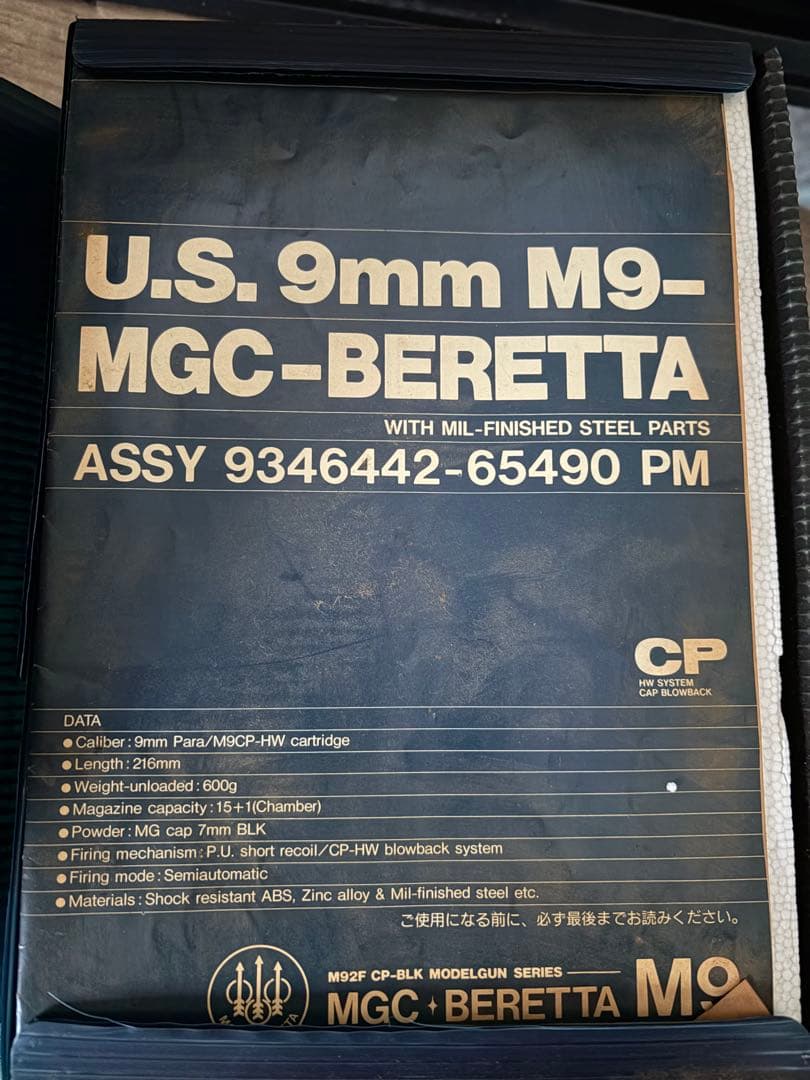 U.S. 9mm M9-
MGC-BERETTA
WITH MIL-FINISHED STEEL PARTS
ASSY 9346442-65490 PM
CP
HW SYSTEM
CAP BLOWBACK
DATA
●Caliber:9mm Para/M9CP-HW cartridge
●Length:216mm
●Weight-unloaded:600g
●Magazine capacity:15+1(Chamber)
●Powder:MG cap 7mm BLK
●Firing mechanism:P.U. short recoil/CP-HW blowback system
●Firing mode:Semiautomatic
●Materials:Shock resistant ABS, Zinc alloy & Mil-finished steel etc.
ご使用になる前に、必ず最後までお読みください。
M92F CP-BLK MODELGUN SERIES
MGC BERETTA M9